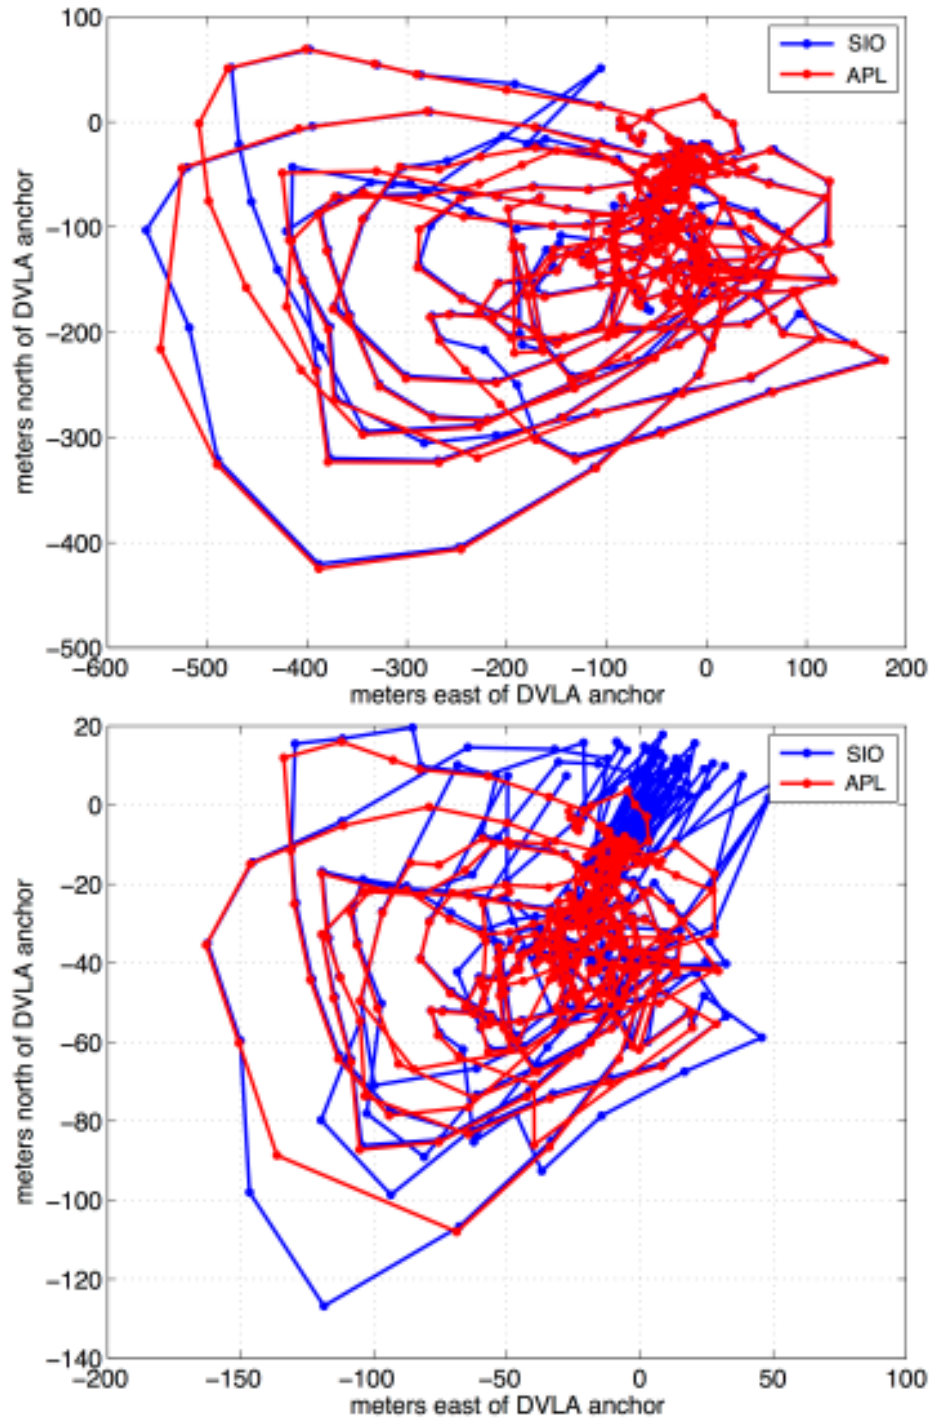 100
0
−100
−200
−300
−400
−500
meters north of DVLA anchor
SIO
APL
−600 −500 −400 −300 −200 −100 0 100 200
meters east of DVLA anchor
20
0
−20
−40
−60
−80
−100
−120
−140
meters north of DVLA anchor
SIO
APL
−200 −150 −100 −50 0 50 100
meters east of DVLA anchor